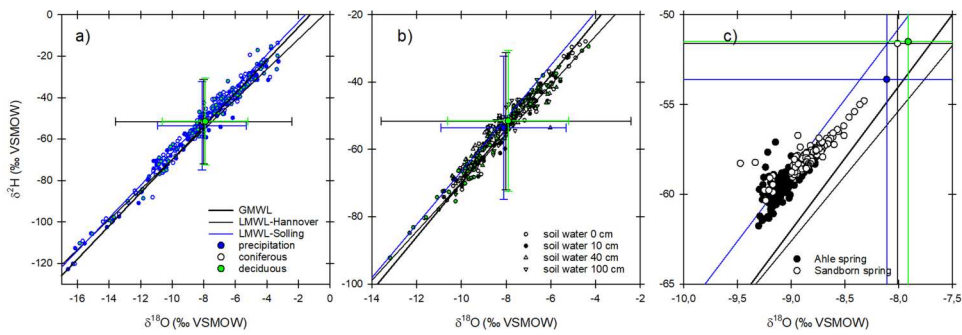 a)
b)
c)
0
-20
-40
-60
-80
-100
-120
δ²H (‰ VSMOW)
-16 -14 -12 -10 -8 -6 -4 -2 0
δ¹⁸O (‰ VSMOW)
GMWL
LMWL-Hannover
LMWL-Solling
precipitation
coniferous
deciduous
-20
-40
-60
-80
-100
-14 -12 -10 -8 -6 -4 -2
δ¹⁸O (‰ VSMOW)
soil water 0 cm
soil water 10 cm
soil water 40 cm
soil water 100 cm
-50
-55
-60
-65
-10,0 -9,5 -9,0 -8,5 -8,0 -7,5
δ¹⁸O (‰ VSMOW)
Ahle spring
Sandborn spring